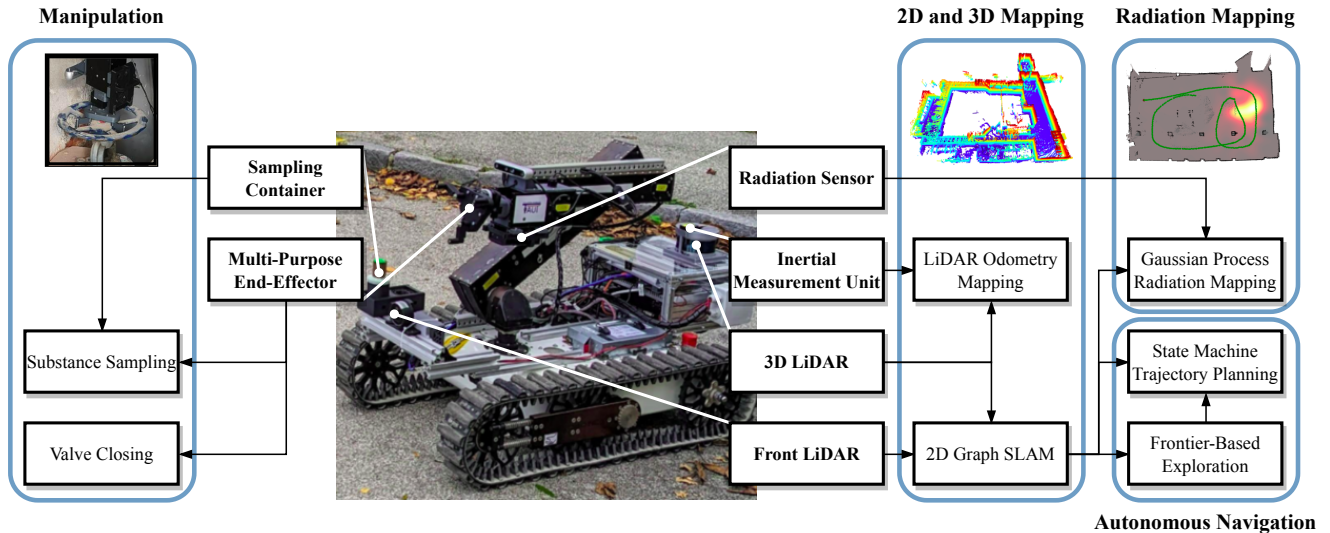 Manipulation
2D and 3D Mapping
Radiation Mapping
Sampling
Container
Radiation Sensor
Multi-Purpose
End-Effector
Inertial
Measurement Unit
LiDAR Odometry
Mapping
Gaussian Process
Radiation Mapping
Substance Sampling
3D LiDAR
State Machine
Trajectory Planning
Valve Closing
Front LiDAR
2D Graph SLAM
Frontier-Based
Exploration
Autonomous Navigation